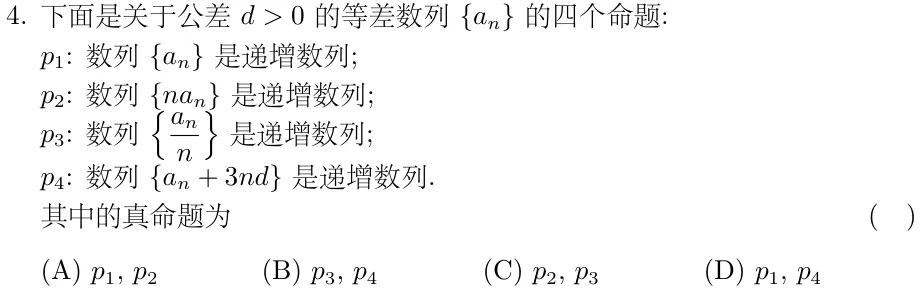 4. 下面是关于公差 d > 0 的等差数列 {aₙ} 的四个命题:
p₁: 数列 {aₙ} 是递增数列;
p₂: 数列 {naₙ} 是递增数列;
p₃: 数列 {aₙ/n} 是递增数列;
p₄: 数列 {aₙ + 3nd} 是递增数列.
其中的真命题为 ( )
(A) p₁, p₂ (B) p₃, p₄ (C) p₂, p₃ (D) p₁, p₄